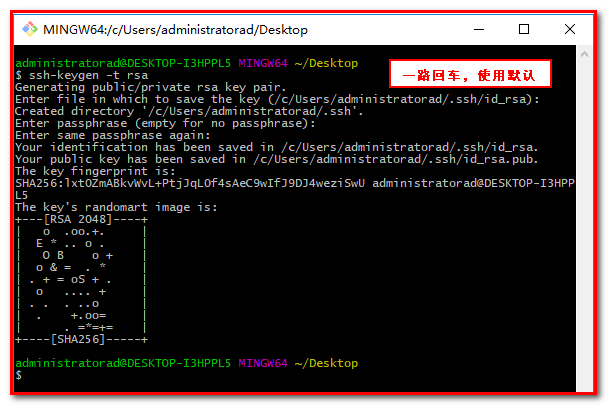 MINGW64:/c/Users/administratorad/Desktop
administratorad@DESKTOP-I3HPPL5 MINGW64 ~/Desktop
一路回车，使用默认
$ ssh-keygen -t rsa
Generating public/private rsa key pair.
Enter file in which to save the key (/c/Users/administratorad/.ssh/id_rsa):
Created directory '/c/Users/administratorad/.ssh'.
Enter passphrase (empty for no passphrase):
Enter same passphrase again:
Your identification has been saved in /c/Users/administratorad/.ssh/id_rsa.
Your public key has been saved in /c/Users/administratorad/.ssh/id_rsa.pub.
The key fingerprint is:
SHA256:lxtOZmABkvWvL+PtjJqLOf4sAeC9wIfJ9DJ4weziSwU administratorad@DESKTOP-I3HPP
L5
The key's randomart image is:
+---[RSA 2048]----+
|   o  .oo.+.     |
|  E * .. o .     |
|   O B    o +    |
|  o & =  . *     |
| . + = oS + .    |
|  o   .... +     |
| . .  . ..o      |
|  .    +.oo=     |
|      . =*=+=    |
+----[SHA256]-----+
administratorad@DESKTOP-I3HPPL5 MINGW64 ~/Desktop
$